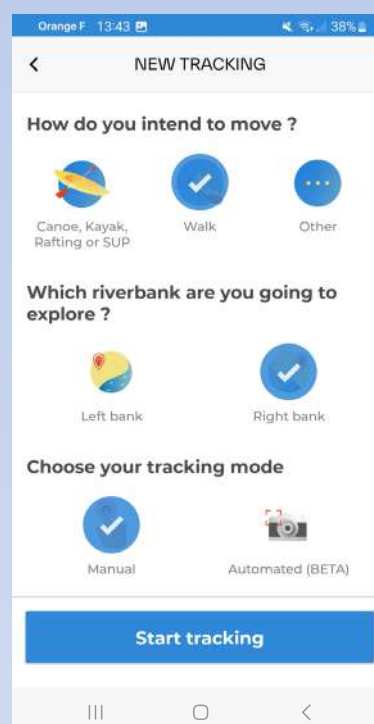 Orange F 13:43 38%
NEW TRACKING
How do you intend to move ?
Canoe, Kayak,
Rafting or SUP
Walk
Other
Which riverbank are you going to
explore ?
Left bank
Right bank
Choose your tracking mode
Manual
Automated (BETA)
Start tracking